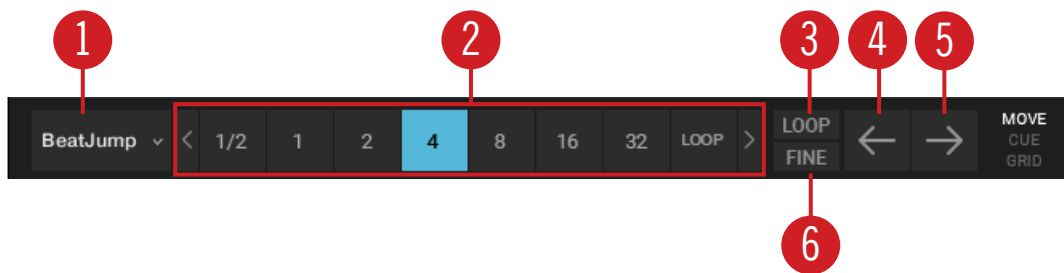 1 2 3 4 5
BeatJump 1/2 1 2 4 8 16 32 LOOP LOOP MOVE
CUE
FINE GRID
6